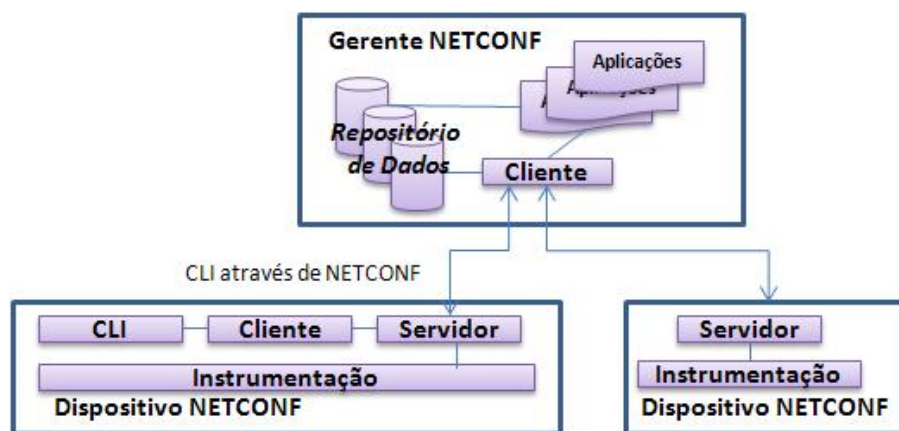 Gerente NETCONF
Aplicações
Aplicações
A
Repositório
de Dados
Cliente
CLI através de NETCONF
CLI
Cliente
Servidor
Instrumentação
Dispositivo NETCONF
Servidor
Instrumentação
Dispositivo NETCONF